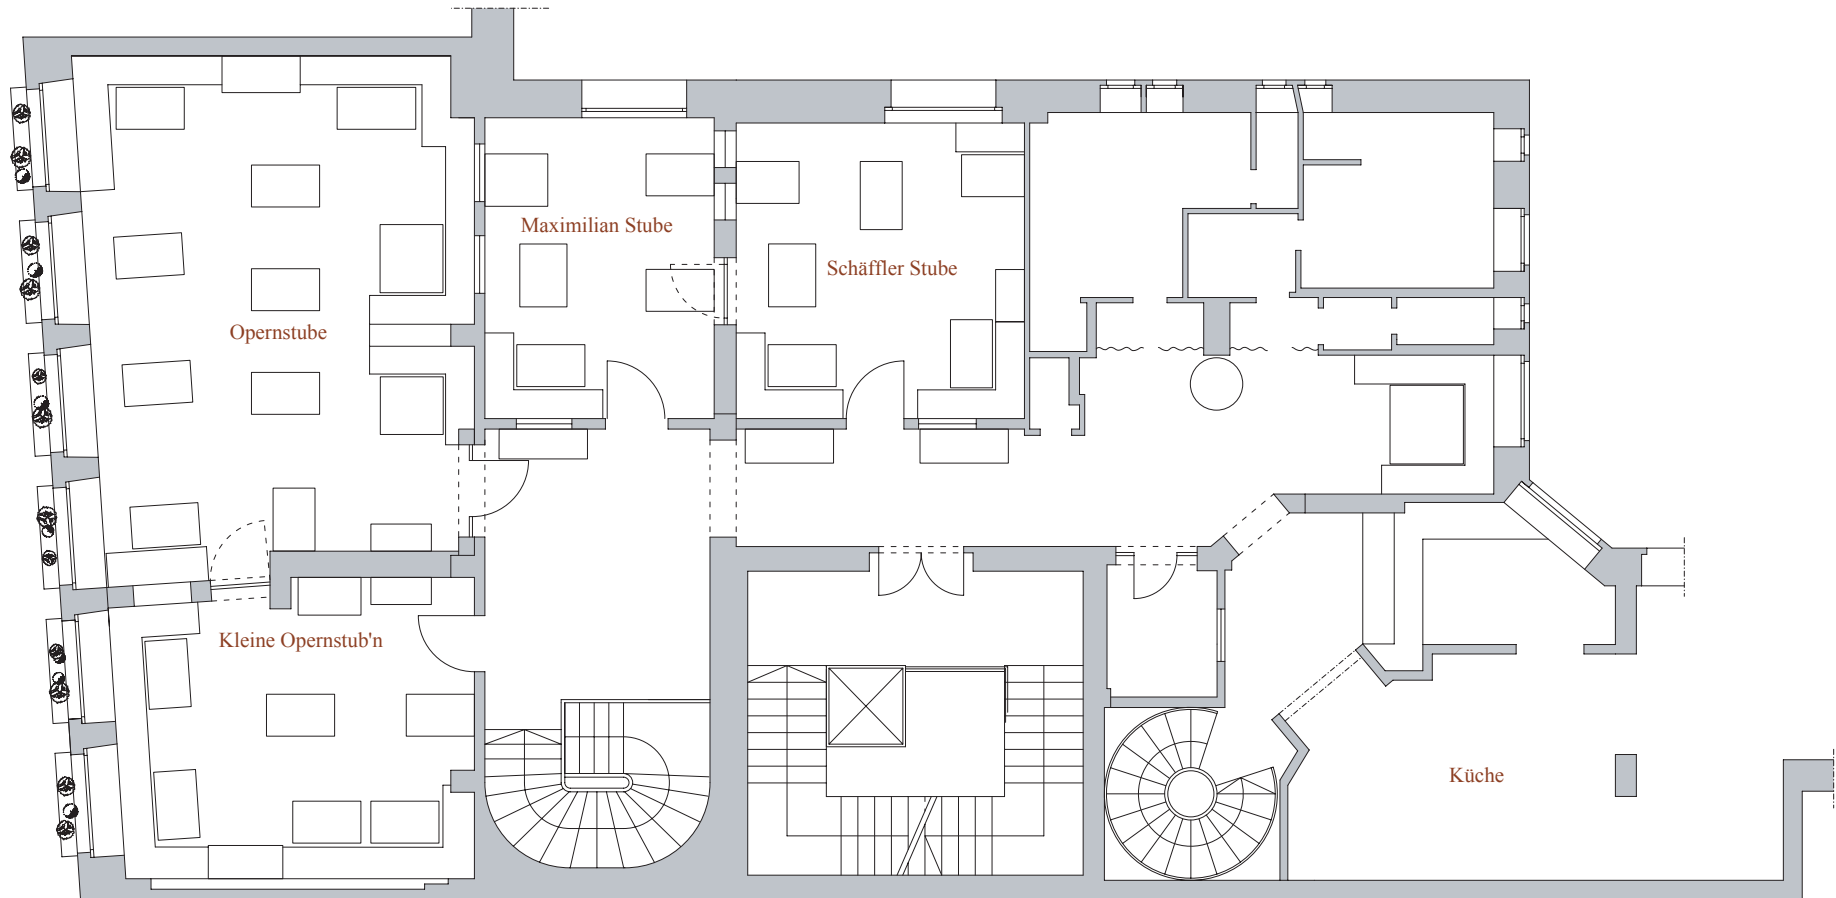 Maximilian Stube
Schäffler Stube
Opernstube
Kleine Opernstub'n
Küche